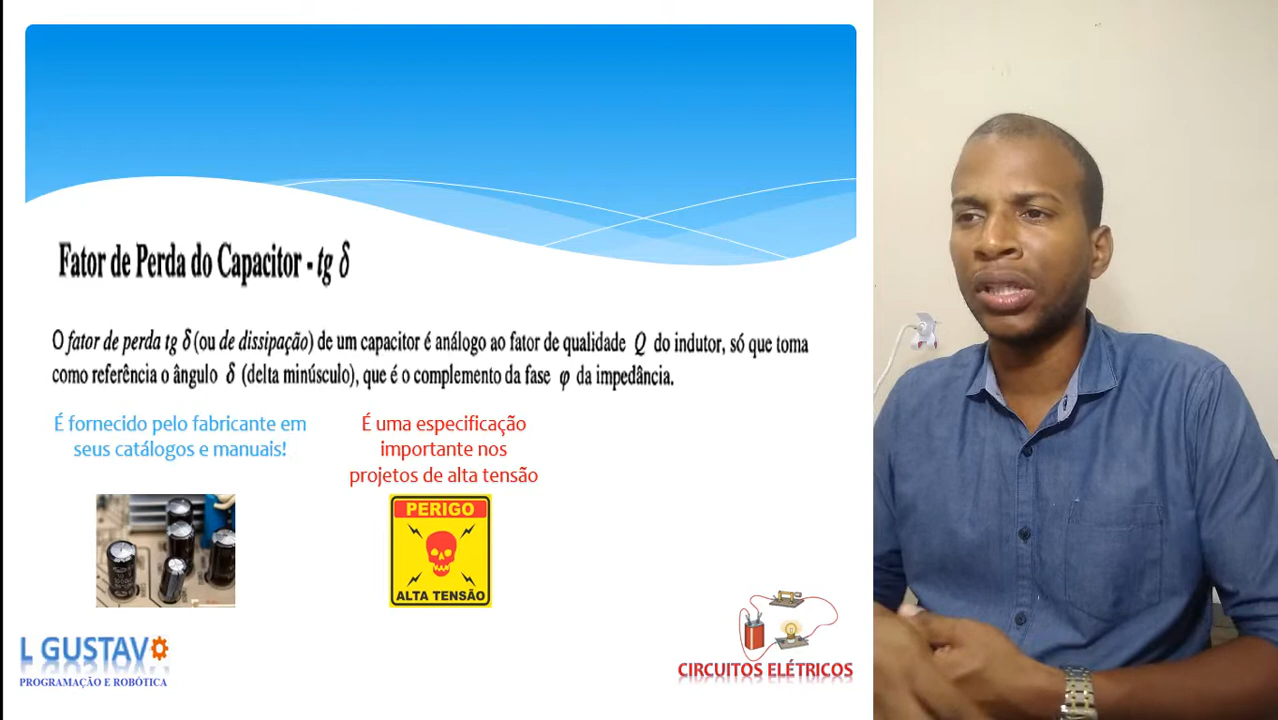 Fator de Perda do Capacitor - tg δ
O fator de perda tg δ (ou de dissipação) de um capacitor é análogo ao fator de qualidade Q do indutor, só que toma
como referência o ângulo δ (delta minúsculo), que é o complemento da fase φ da impedância.
É fornecido pelo fabricante em
seus catálogos e manuais!
É uma especificação
importante nos
projetos de alta tensão
PERIGO
ALTA TENSÃO
L GUSTAVO
PROGRAMAÇÃO E ROBÓTICA
CIRCUITOS ELÉTRICOS